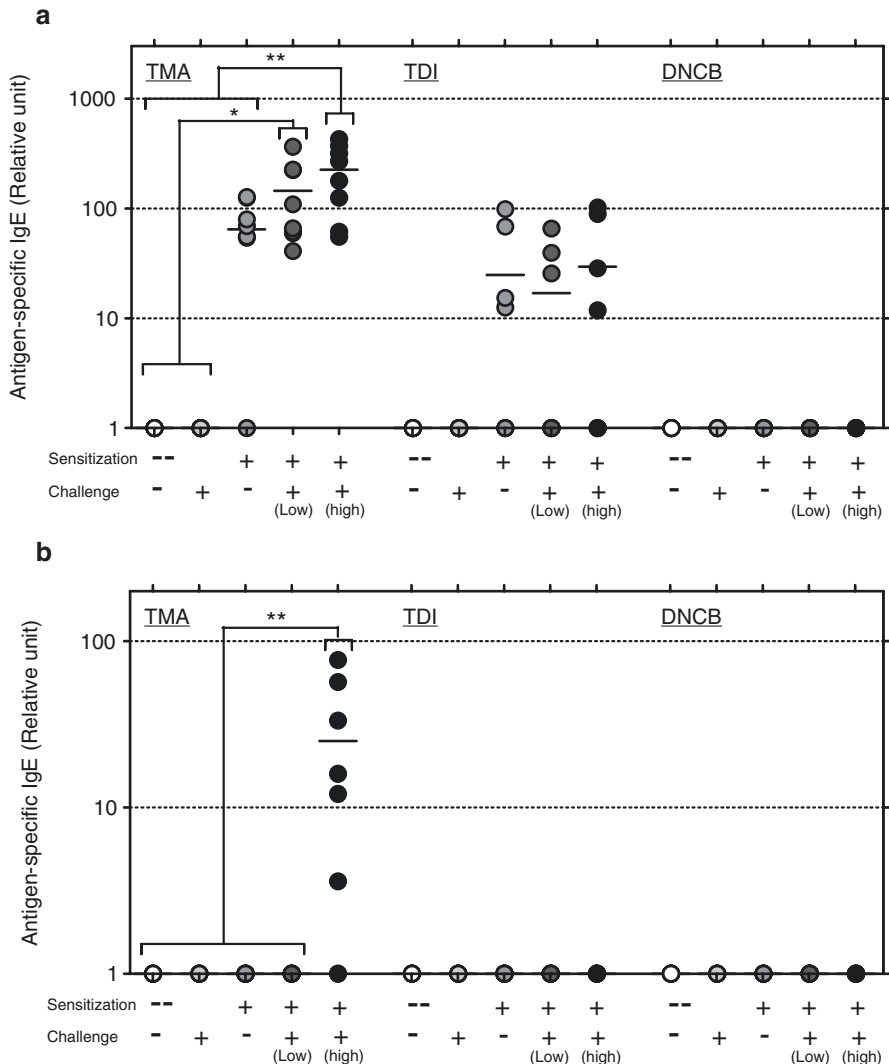 a
Antigen-specific IgE (Relative unit)
TMA
TDI
DNCB
**
*
1000
100
10
1
Sensitization -- + + + -- + + + -- + + +
Challenge - + - + + - + - + + - + - + +
(Low) (high) (Low) (high) (Low) (high)
b
Antigen-specific IgE (Relative unit)
TMA
TDI
DNCB
**
100
10
1
Sensitization -- + + + -- + + + -- + + +
Challenge - + - + + - + - + + - + - + +
(Low) (high) (Low) (high) (Low) (high)